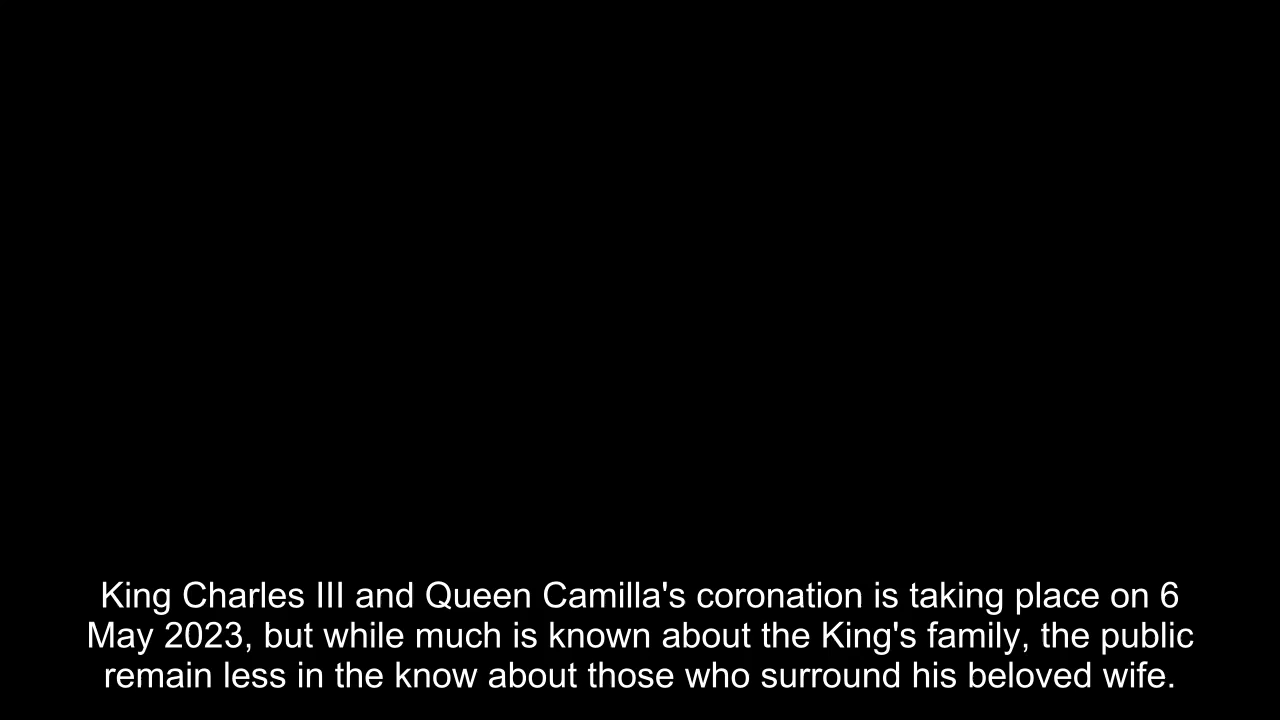 King Charles III and Queen Camilla's coronation is taking place on 6
May 2023, but while much is known about the King's family, the public
remain less in the know about those who surround his beloved wife.